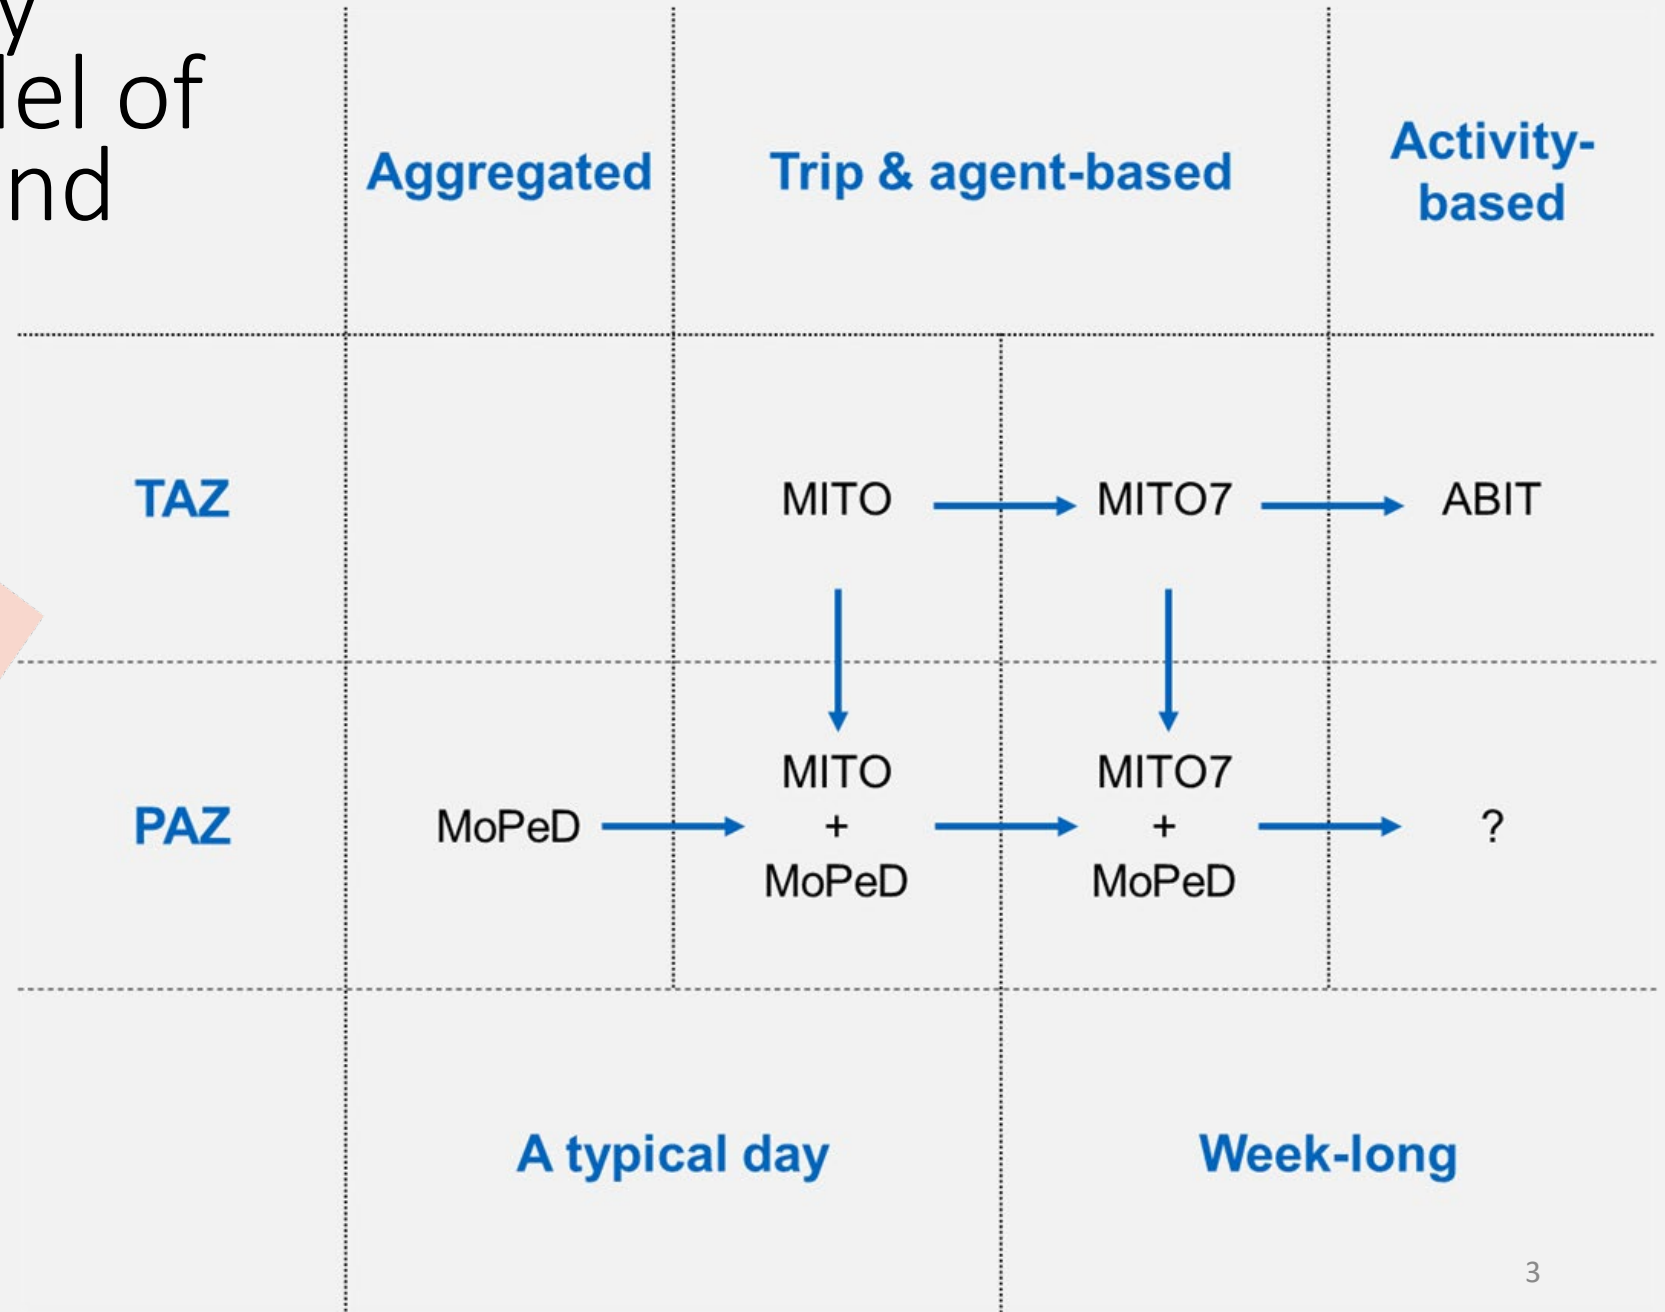 y
del of
nd
Aggregated
Trip & agent-based
Activity-
based
TAZ
MITO
MITO7
ABIT
PAZ
MoPeD
MITO
+
MoPeD
MITO7
+
MoPeD
?
A typical day
Week-long
3